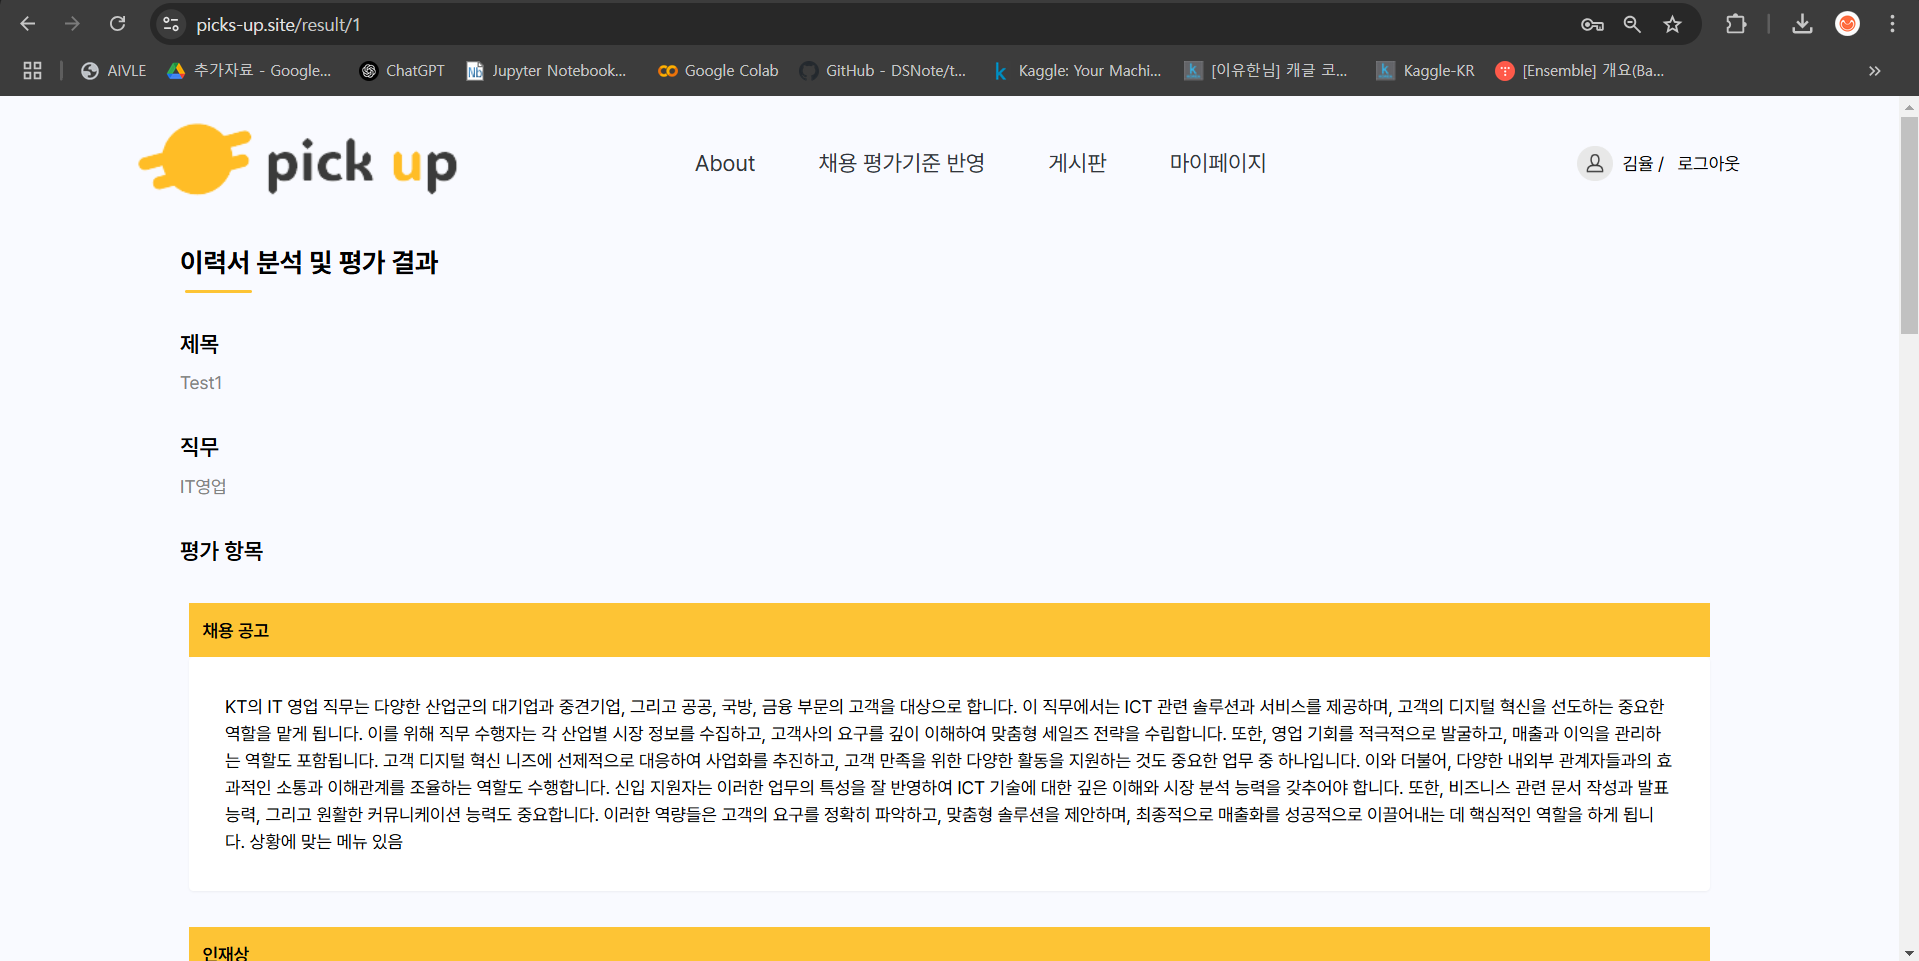 picks-up.site/result/1
AIVLE 추가자료 - Google... ChatGPT Nb Jupyter Notebook... Google Colab GitHub - DSNote/t... k Kaggle: Your Machi... [이유한님] 캐글 코... Kaggle-KR [Ensemble] 개요(Ba...
pick up About 채용 평가기준 반영 게시판 마이페이지 김율 / 로그아웃
이력서 분석 및 평가 결과
제목
Test1
직무
IT영업
평가 항목
채용 공고
KT의 IT 영업 직무는 다양한 산업군의 대기업과 중견기업, 그리고 공공, 국방, 금융 부문의 고객을 대상으로 합니다. 이 직무에서는 ICT 관련 솔루션과 서비스를 제공하며, 고객의 디지털 혁신을 선도하는 중요한
역할을 맡게 됩니다. 이를 위해 직무 수행자는 각 산업별 시장 정보를 수집하고, 고객사의 요구를 깊이 이해하여 맞춤형 세일즈 전략을 수립합니다. 또한, 영업 기회를 적극적으로 발굴하고, 매출과 이익을 관리하
는 역할도 포함됩니다. 고객 디지털 혁신 니즈에 선제적으로 대응하여 사업화를 추진하고, 고객 만족을 위한 다양한 활동을 지원하는 것도 중요한 업무 중 하나입니다. 이와 더불어, 다양한 내외부 관계자들과의 효
과적인 소통과 이해관계를 조율하는 역할도 수행합니다. 신입 지원자는 이러한 업무의 특성을 잘 반영하여 ICT 기술에 대한 깊은 이해와 시장 분석 능력을 갖추어야 합니다. 또한, 비즈니스 관련 문서 작성과 발표
능력, 그리고 원활한 커뮤니케이션 능력도 중요합니다. 이러한 역량들은 고객의 요구를 정확히 파악하고, 맞춤형 솔루션을 제안하며, 최종적으로 매출화를 성공적으로 이끌어내는 데 핵심적인 역할을 하게 됩니
다. 상황에 맞는 메뉴 있음
인재상